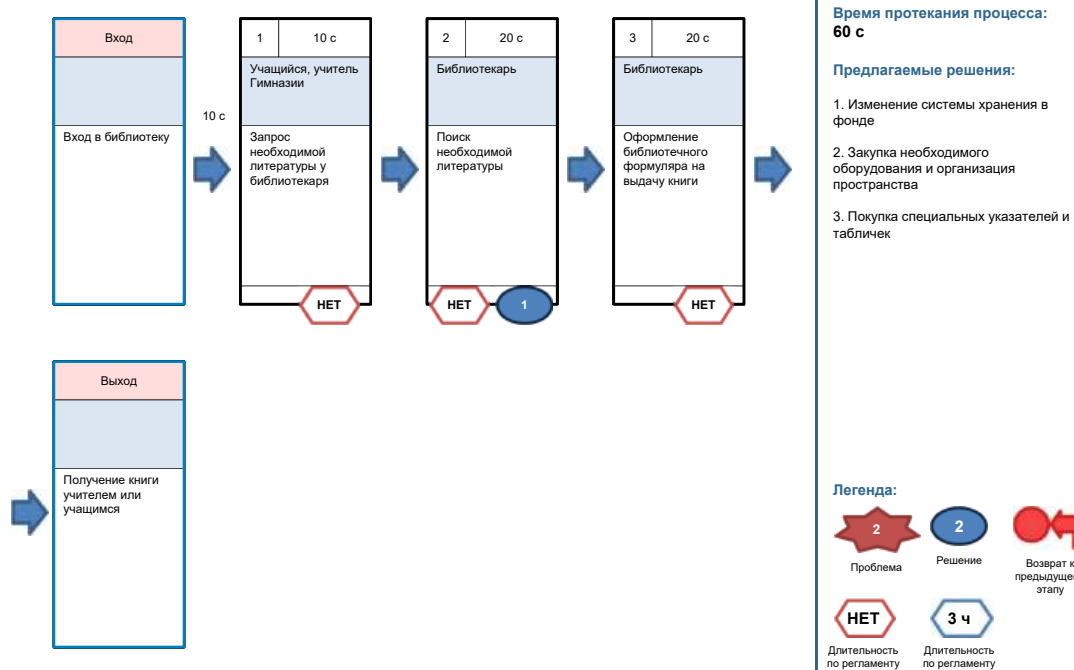 Вход
Вход в библиотеку
10 с
1
10 с
Учащийся, учитель
Гимназии
Запрос
необходимой
литературы у
библиотекаря
НЕТ
2
20 с
Библиотекарь
Поиск
необходимой
литературы
НЕТ
1
3
20 с
Библиотекарь
Оформление
библиотечного
формуляра на
выдачу книги
НЕТ
Выход
Получение книги
учителем или
учащимся
Время протекания процесса:
60 с
Предлагаемые решения:
1. Изменение системы хранения в
фонде
2. Закупка необходимого
оборудования и организация
пространства
3. Покупка специальных указателей и
табличек
Легенда:
2
Проблема
2
Решение
Возврат к
предыдуще
этапу
НЕТ
Длительность
по регламенту
3 ч
Длительность
по регламенту